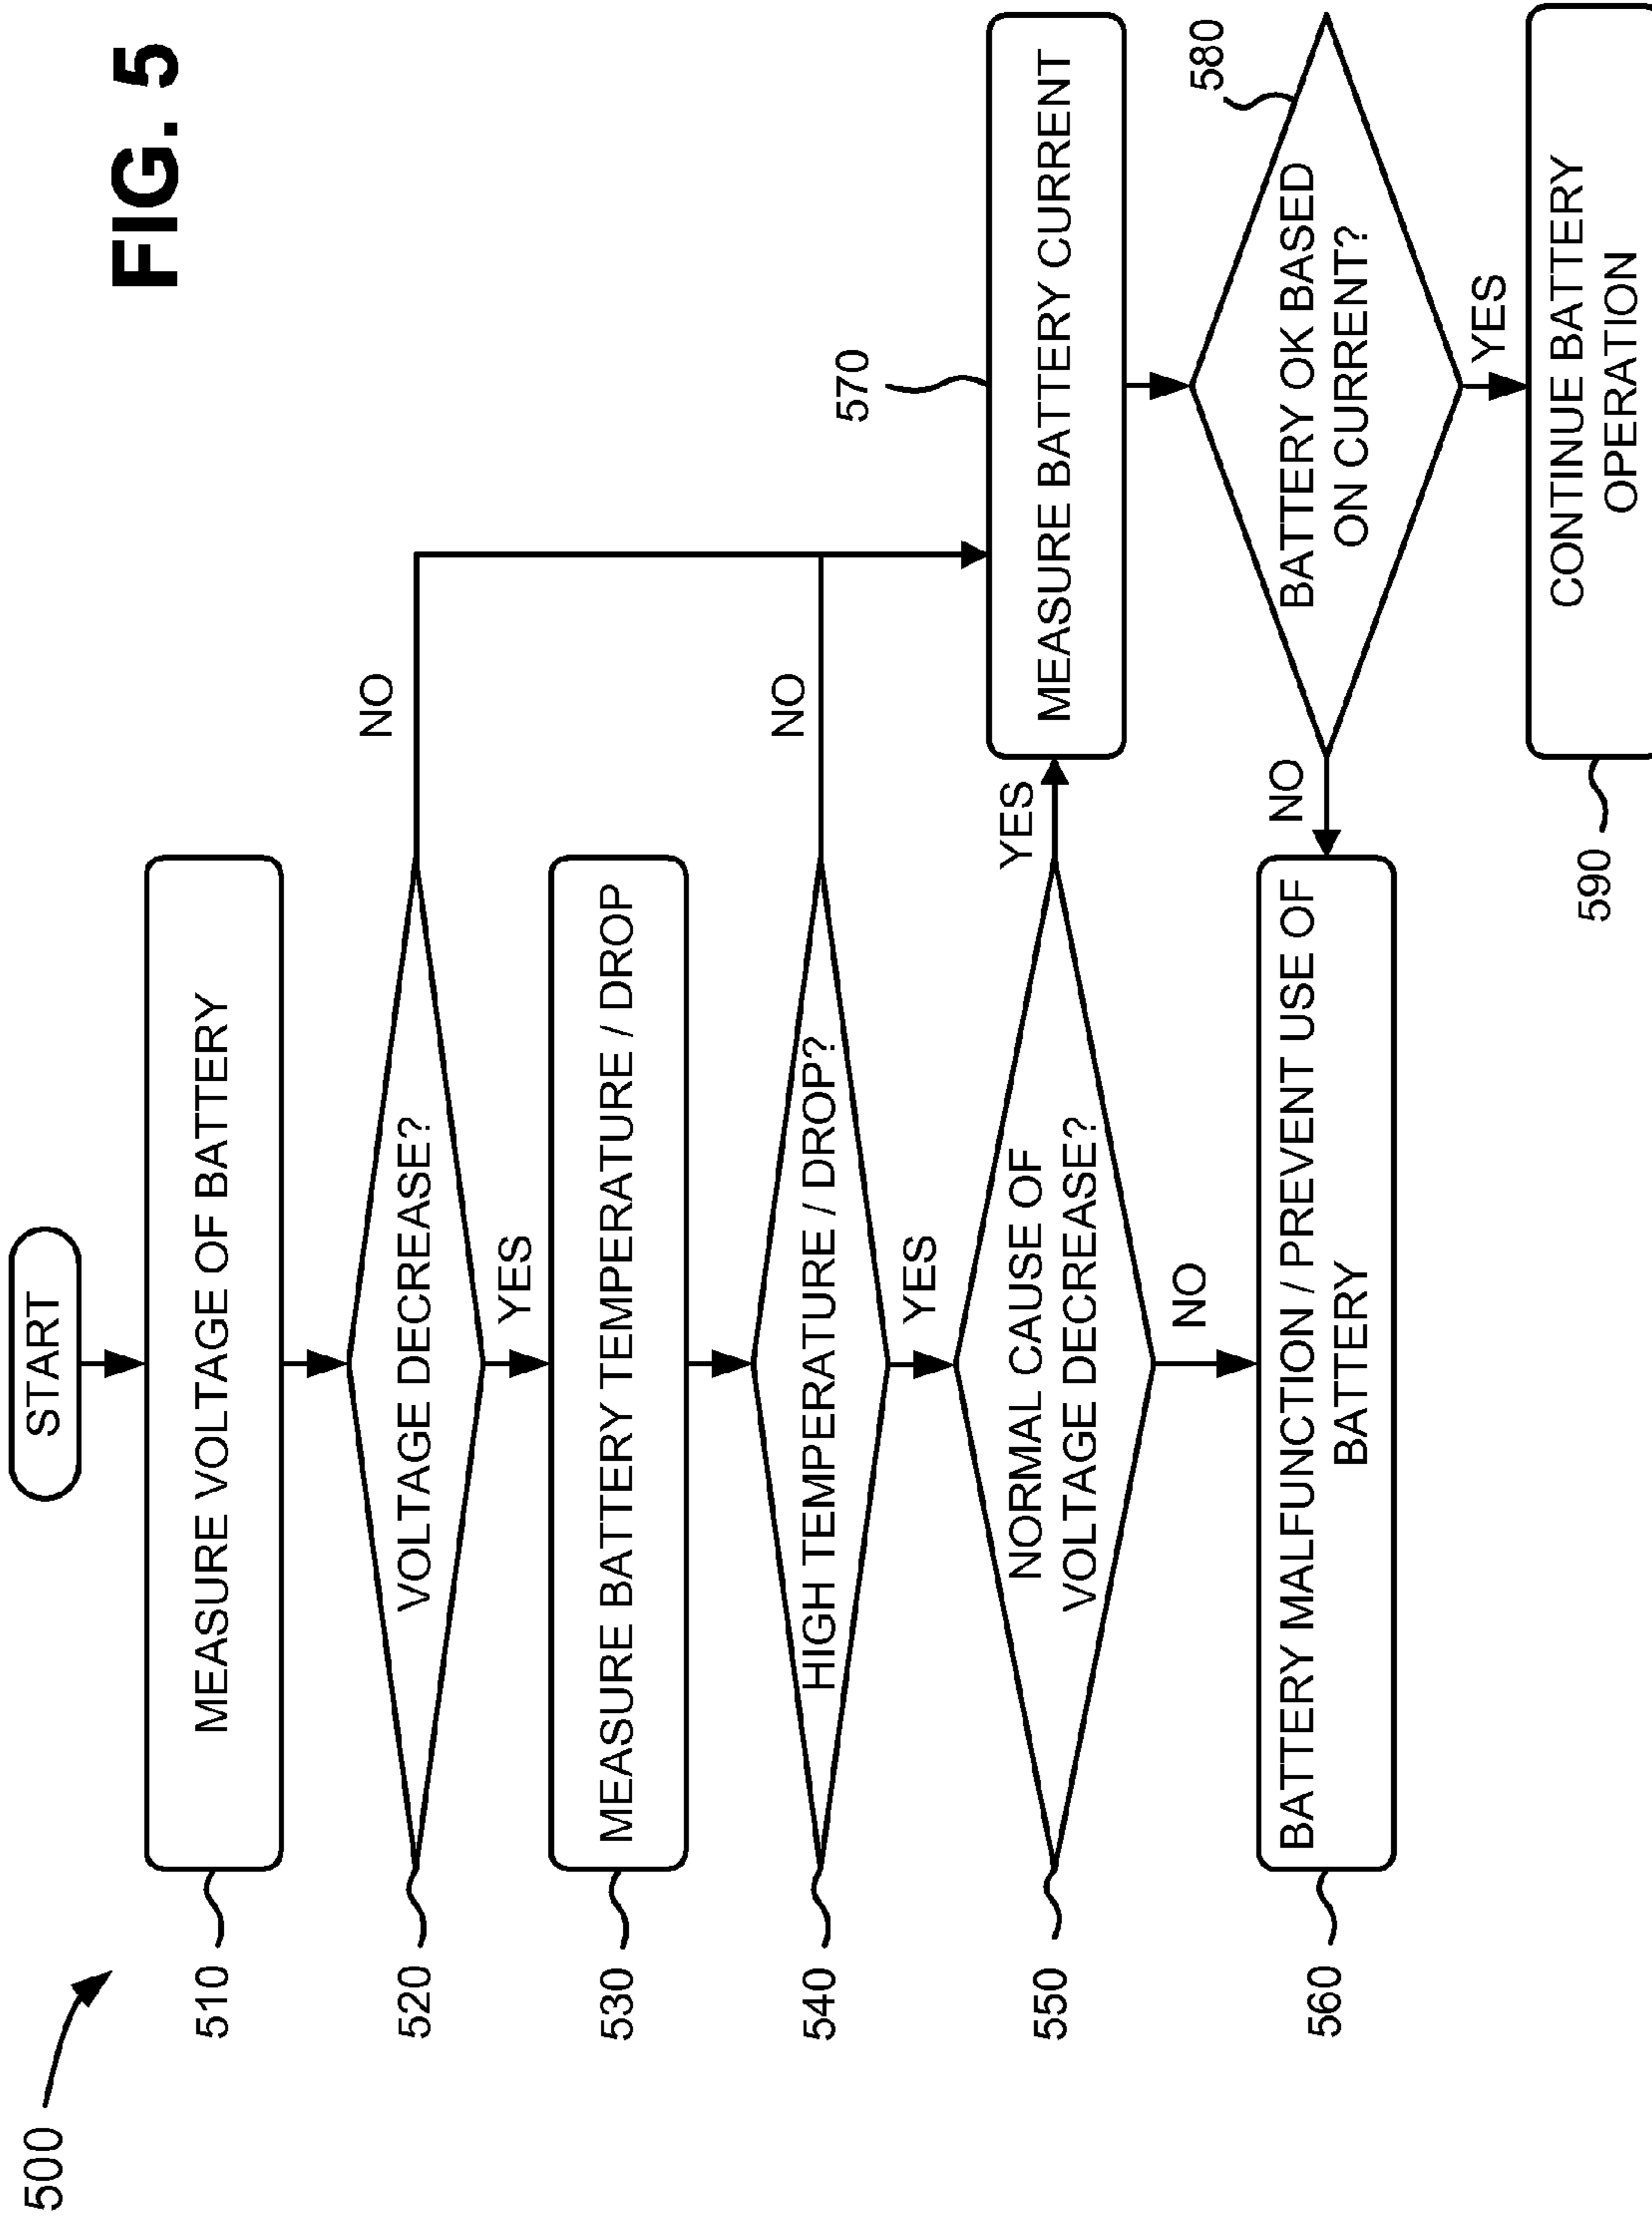 FIG. 5
500
START
510
MEASURE VOLTAGE OF BATTERY
520
VOLTAGE DECREASE?
NO
YES
530
MEASURE BATTERY TEMPERATURE / DROP
540
HIGH TEMPERATURE / DROP?
NO
YES
550
NORMAL CAUSE OF
VOLTAGE DECREASE?
YES
NO
570
MEASURE BATTERY CURRENT
560
BATTERY MALFUNCTION / PREVENT USE OF
BATTERY
NO
580
BATTERY OK BASED
ON CURRENT?
YES
590
CONTINUE BATTERY
OPERATION